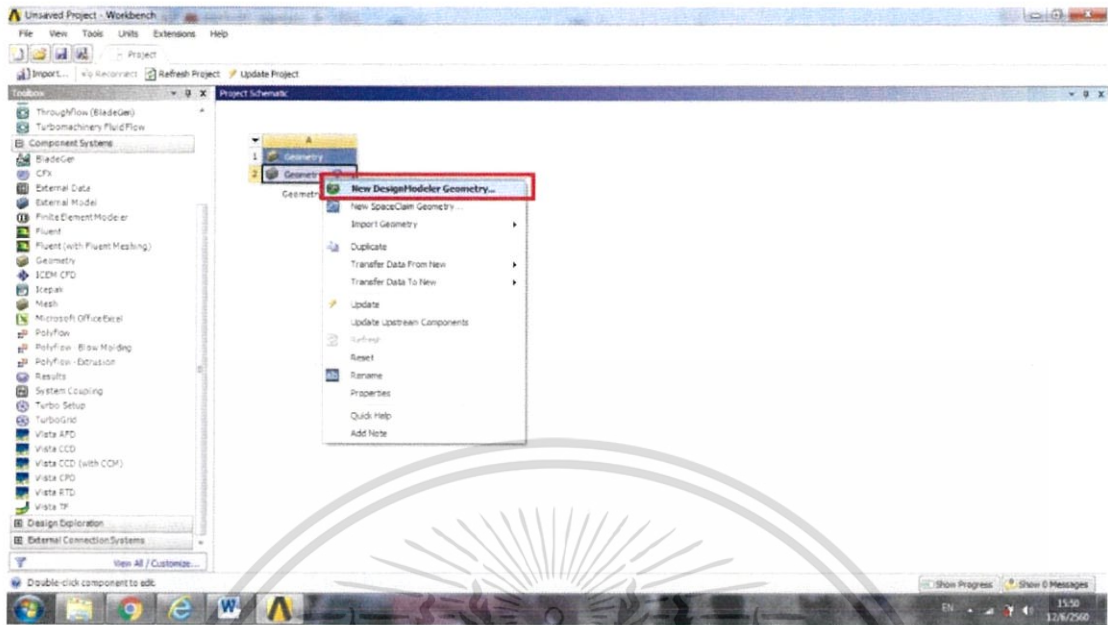 Unsaved Project - Workbench
File View Tools Units Extensions Help
Project
Import... Reconnect Refresh Project Update Project
Toolbox
Project Schematic
Throughflow (BladeGen)
Turbomachinery Fluid Flow
Component Systems
BladeGen
CFX
External Data
External Model
Finite Element Modeler
Fluent
Fluent (with Fluent Meshing)
Geometry
ICEM CFD
Icepak
Mesh
Microsoft Office Excel
Polyflow
Polyflow - Blow Molding
Polyflow - Extrusion
Results
System Coupling
Turbo Setup
TurboGrid
Vista AFD
Vista CCD
Vista CCD (with CCM)
Vista CPD
Vista RTD
Vista TF
Design Exploration
External Connection Systems
View All / Customize...
A
1 Geometry
2 Geometry
Geometry
New DesignModeler Geometry...
New SpaceClaim Geometry...
Import Geometry
Duplicate
Transfer Data From New
Transfer Data To New
Update
Update Upstream Components
Refresh
Reset
Rename
Properties
Quick Help
Add Note
Double-click component to edit.
Show Progress Show 0 Messages
EN
15:50
12/6/2560